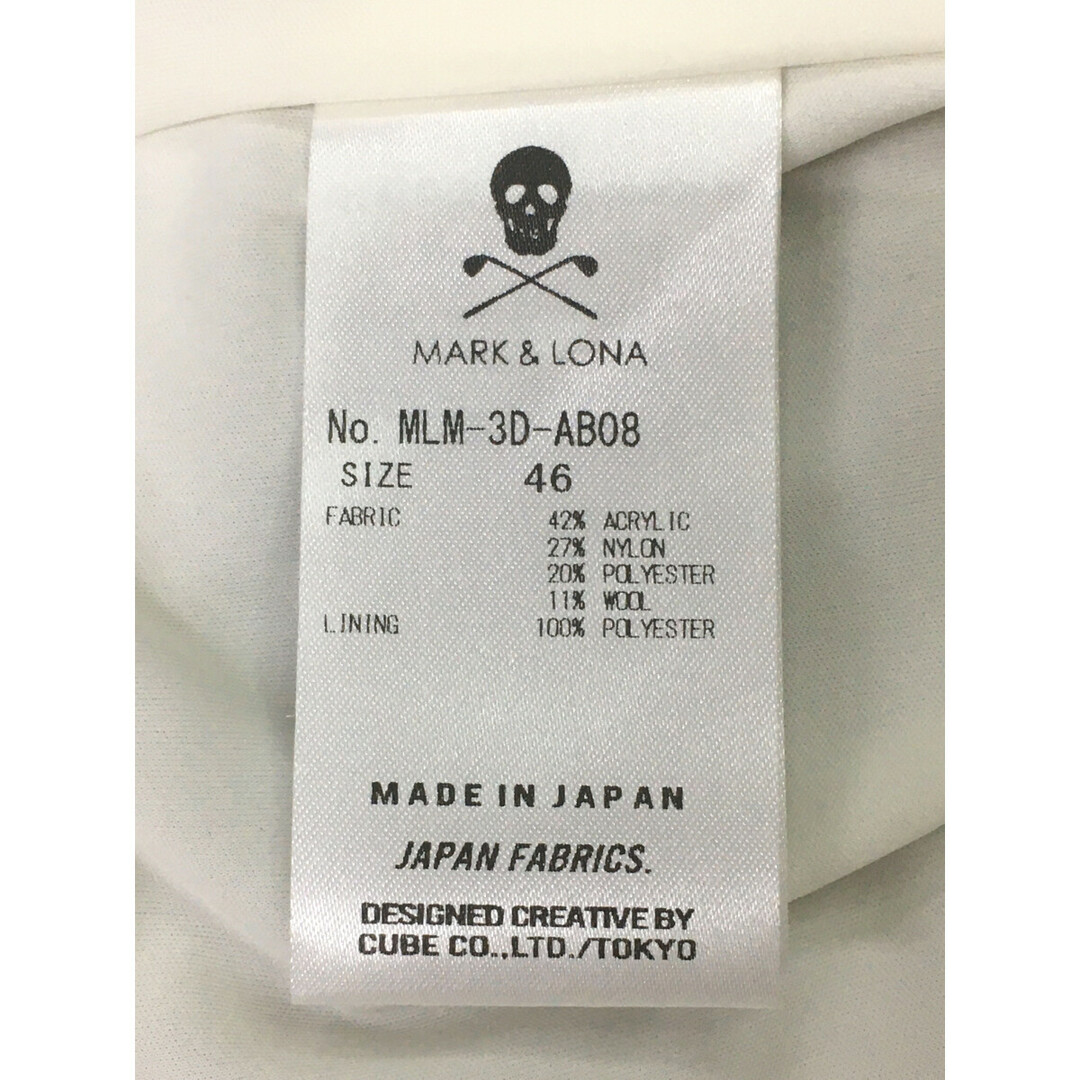 MARK & LONA
No. MLM-3D-AB08
SIZE 46
FABRIC 42% ACRYLIC
27% NYLON
20% POLYESTER
11% WOOL
LINING 100% POLYESTER
MADE IN JAPAN
JAPAN FABRICS.
DESIGNED CREATIVE BY
CUBE CO.,LTD./TOKYO